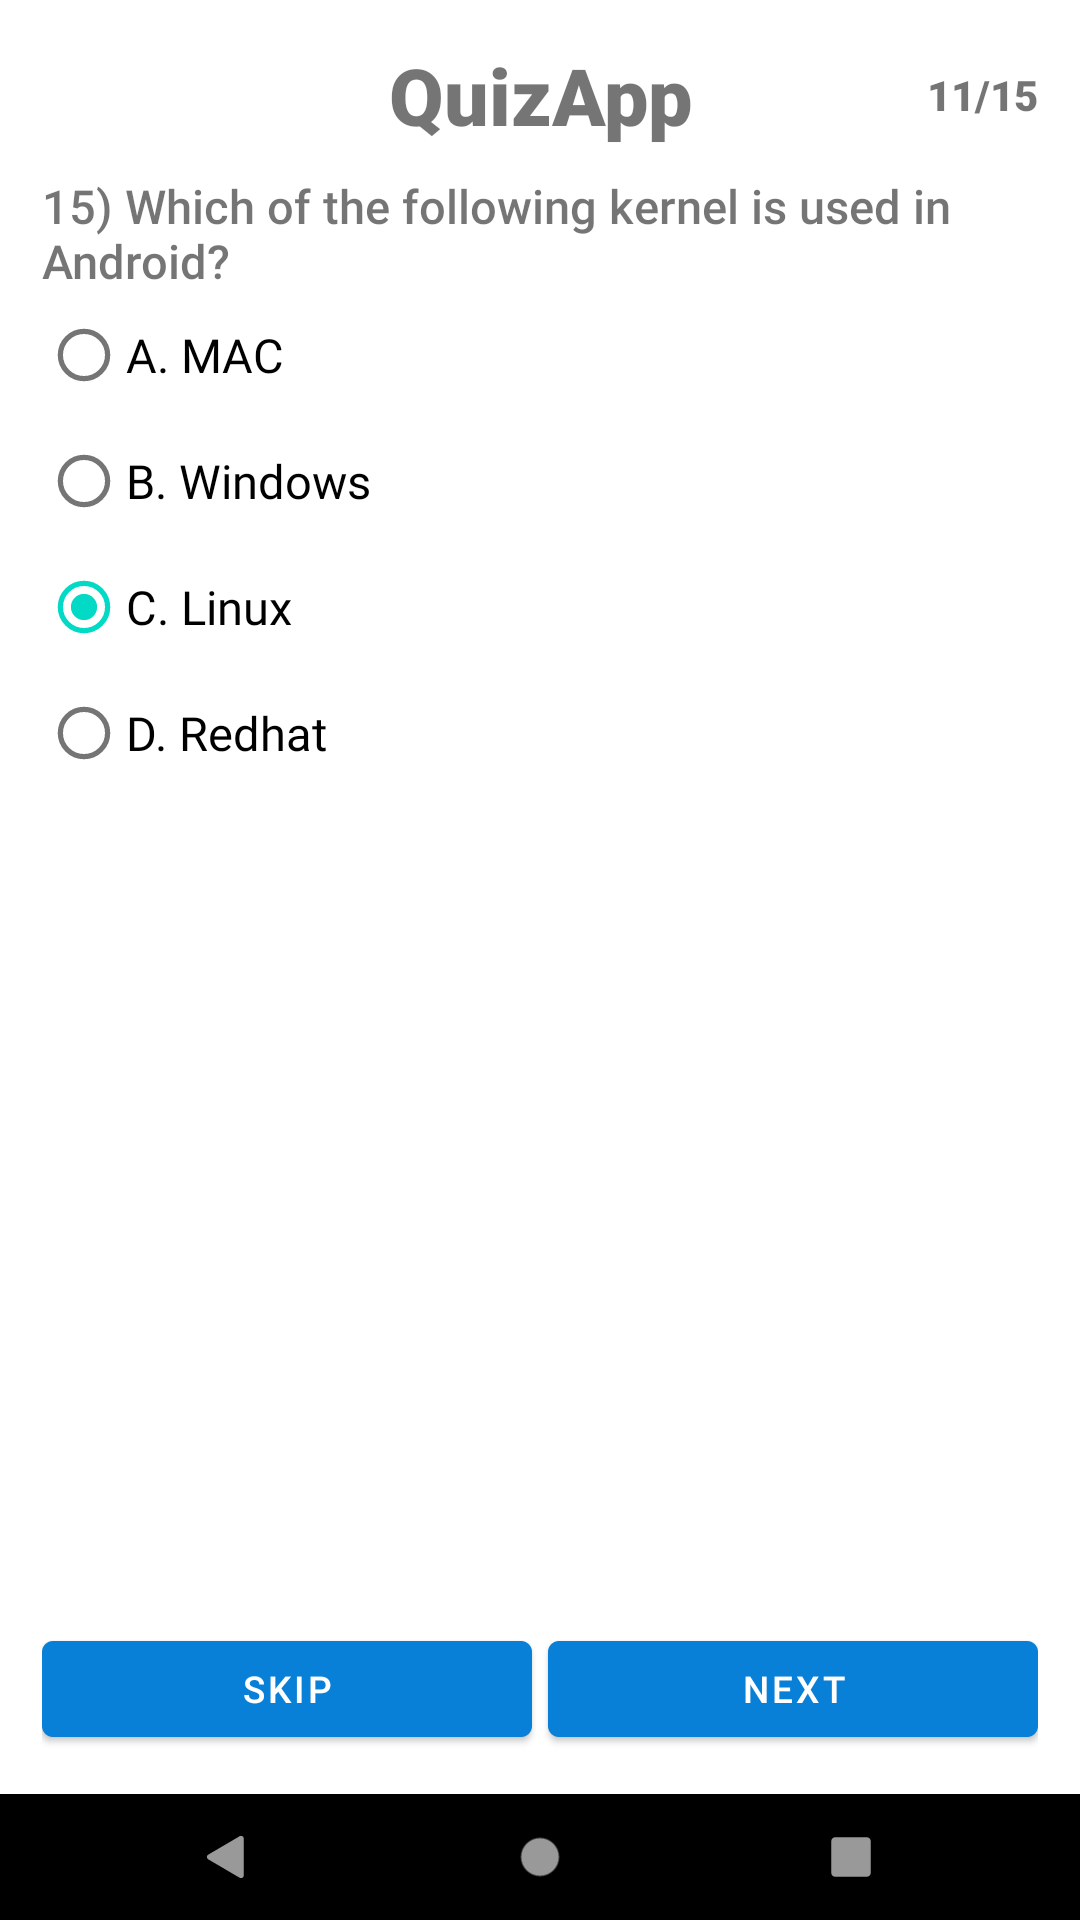 QuizApp
11/15
15) Which of the following kernel is used in
Android?
A. MAC
B. Windows
C. Linux
D. Redhat
SKIP
NEXT